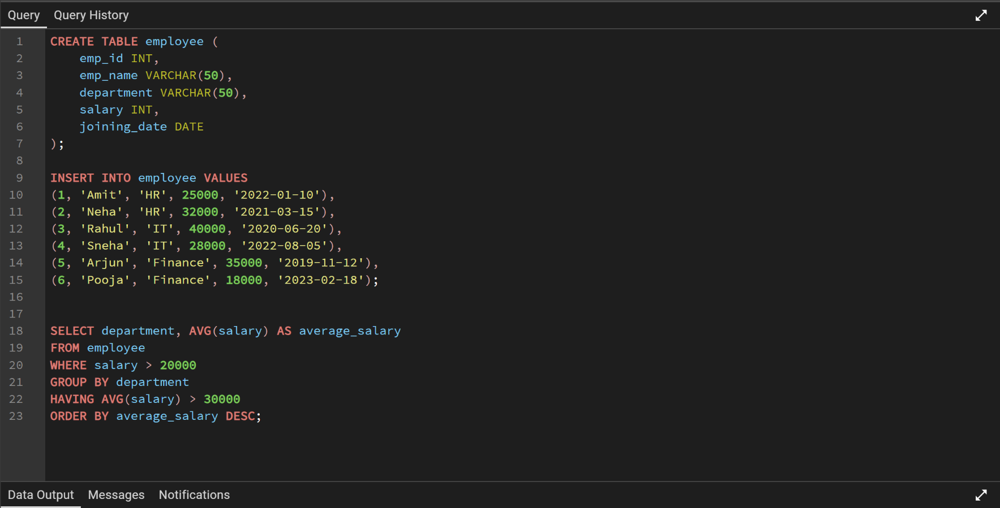 Query Query History
1 CREATE TABLE employee (
2     emp_id INT,
3     emp_name VARCHAR(50),
4     department VARCHAR(50),
5     salary INT,
6     joining_date DATE
7 );
8
9 INSERT INTO employee VALUES
10 (1, 'Amit', 'HR', 25000, '2022-01-10'),
11 (2, 'Neha', 'HR', 32000, '2021-03-15'),
12 (3, 'Rahul', 'IT', 40000, '2020-06-20'),
13 (4, 'Sneha', 'IT', 28000, '2022-08-05'),
14 (5, 'Arjun', 'Finance', 35000, '2019-11-12'),
15 (6, 'Pooja', 'Finance', 18000, '2023-02-18');
16
17
18 SELECT department, AVG(salary) AS average_salary
19 FROM employee
20 WHERE salary > 20000
21 GROUP BY department
22 HAVING AVG(salary) > 30000
23 ORDER BY average_salary DESC;
Data Output Messages Notifications